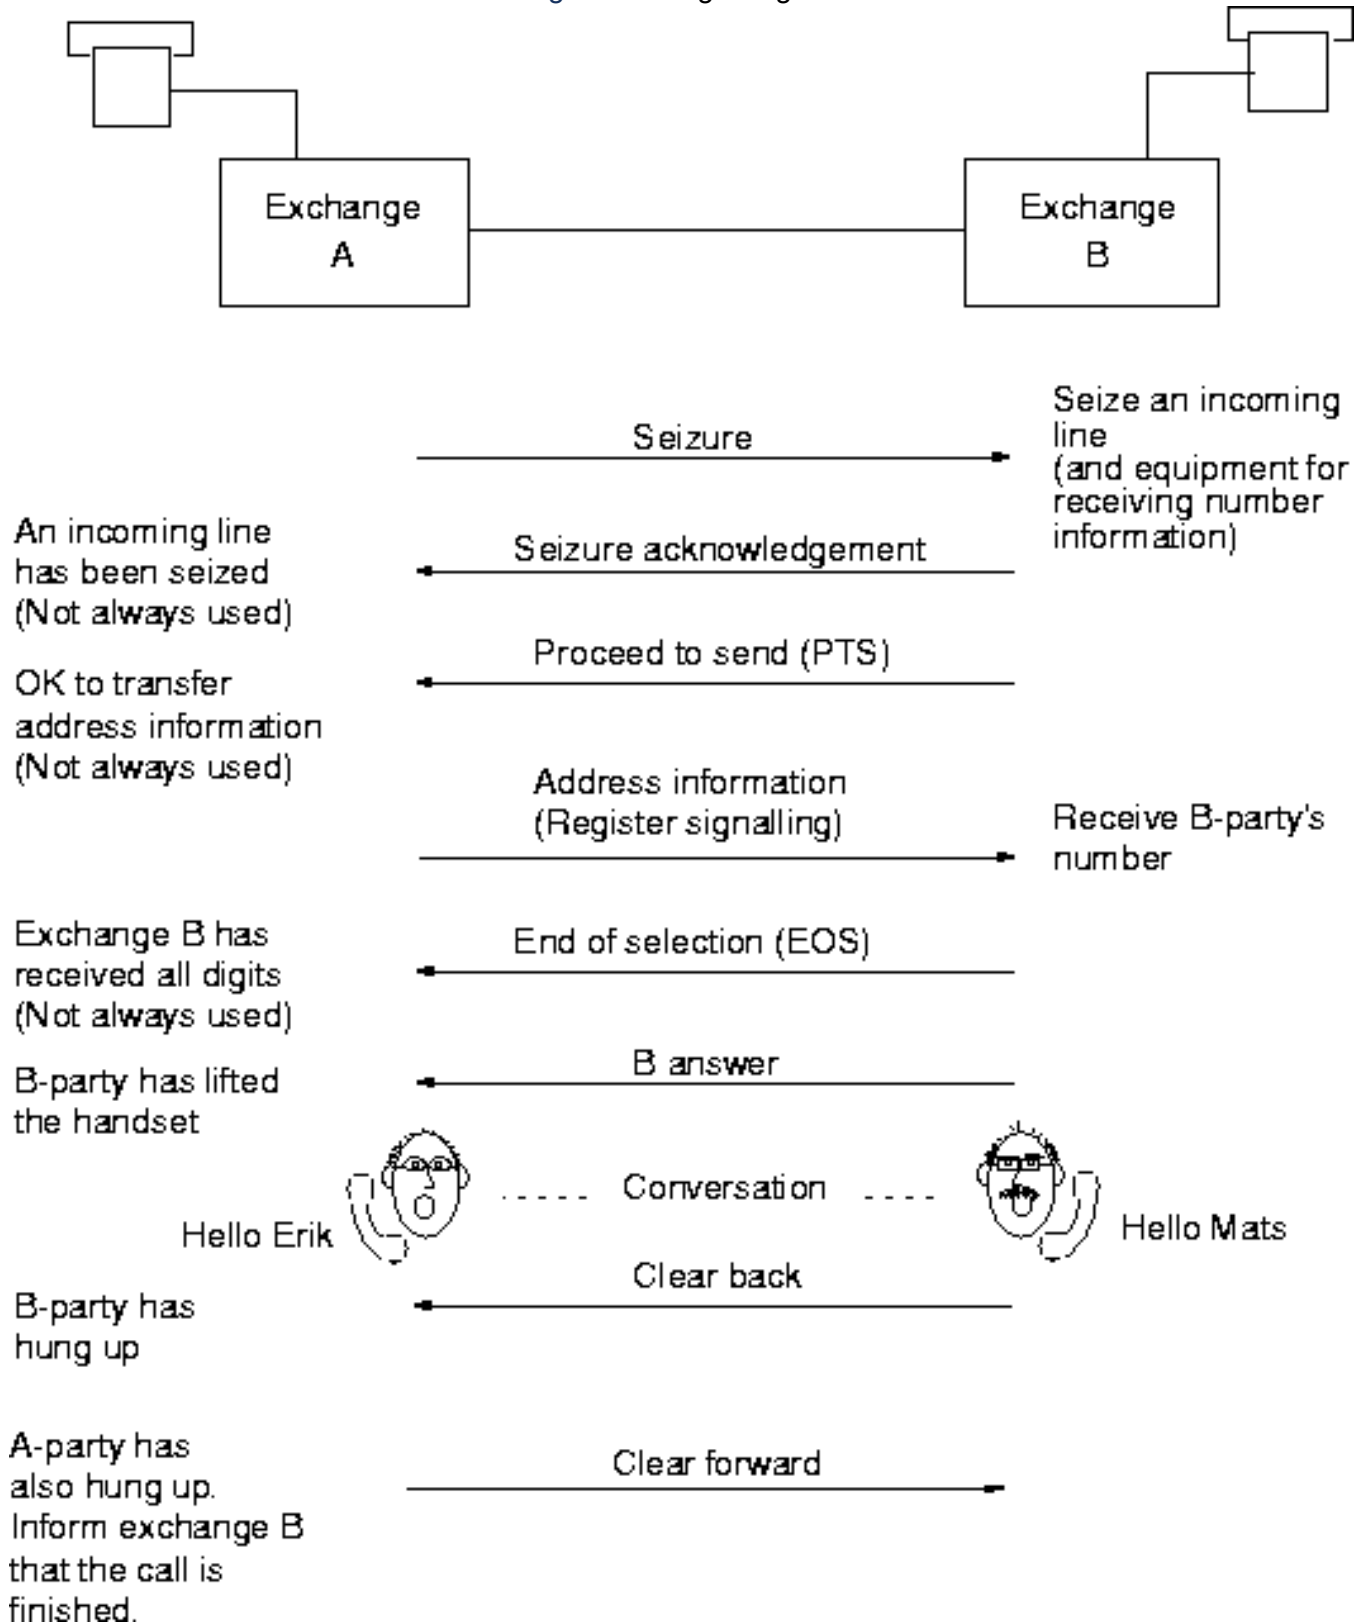 Exchange
A
Exchange
B
Seizure
Seize an incoming
line
(and equipment for
receiving number
information)
An incoming line
has been seized
(Not always used)
Seizure acknowledgement
Proceed to send (PTS)
OK to transfer
address information
(Not always used)
Address information
(Register signalling)
Receive B-party's
number
Exchange B has
received all digits
(Not always used)
End of selection (EOS)
B answer
B-party has lifted
the handset
Conversation
Hello Erik
Hello Mats
Clear back
B-party has
hung up
A-party has
also hung up.
Inform exchange B
that the call is
finished.
Clear forward